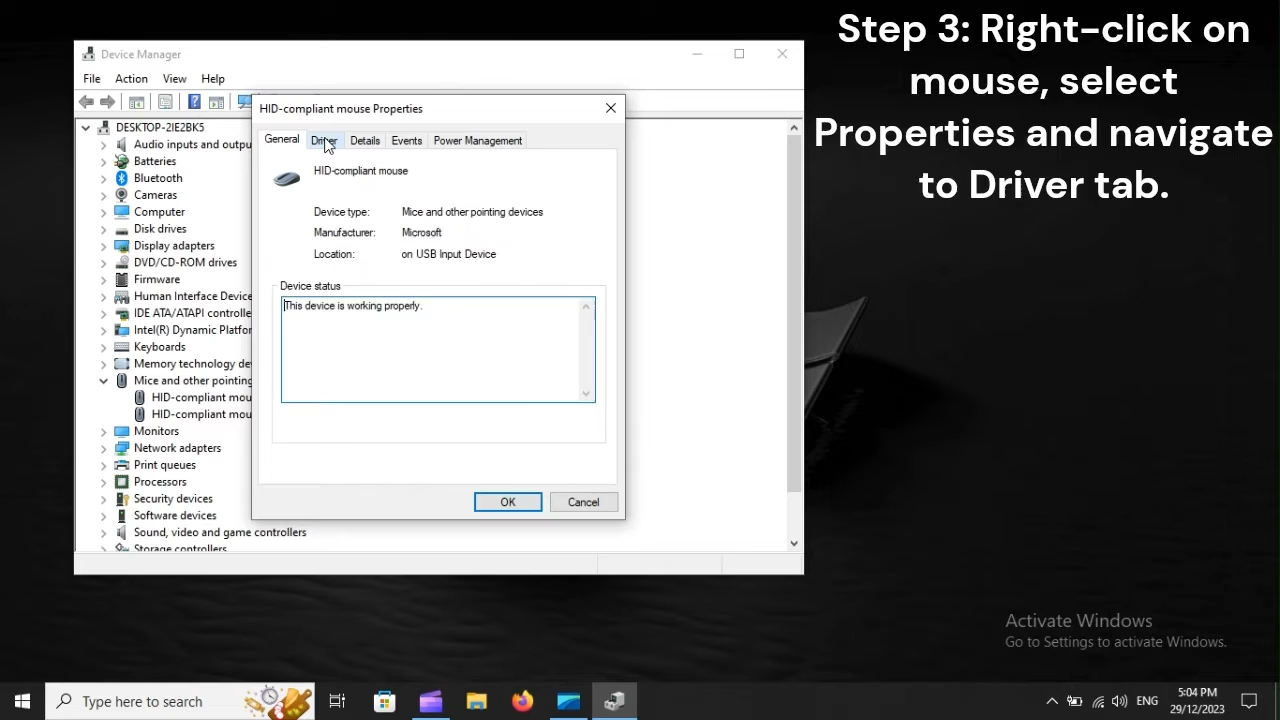 Step 3: Right-click on
mouse, select
Properties and navigate
to Driver tab.
Device Manager
File Action View Help
DESKTOP-2IE2BK5
Audio inputs and outpu
Batteries
Bluetooth
Cameras
Computer
Disk drives
Display adapters
DVD/CD-ROM drives
Firmware
Human Interface Device
IDE ATA/ATAPI controlle
Intel(R) Dynamic Platfor
Keyboards
Memory technology de
Mice and other pointing
HID-compliant mou
HID-compliant mou
Monitors
Network adapters
Print queues
Processors
Security devices
Software devices
Sound, video and game controllers
Storage controllers
HID-compliant mouse Properties
General Driver Details Events Power Management
HID-compliant mouse
Device type: Mice and other pointing devices
Manufacturer: Microsoft
Location: on USB Input Device
Device status
This device is working properly.
OK Cancel
Activate Windows
Go to Settings to activate Windows.
Type here to search
ENG
5:04 PM
29/12/2023